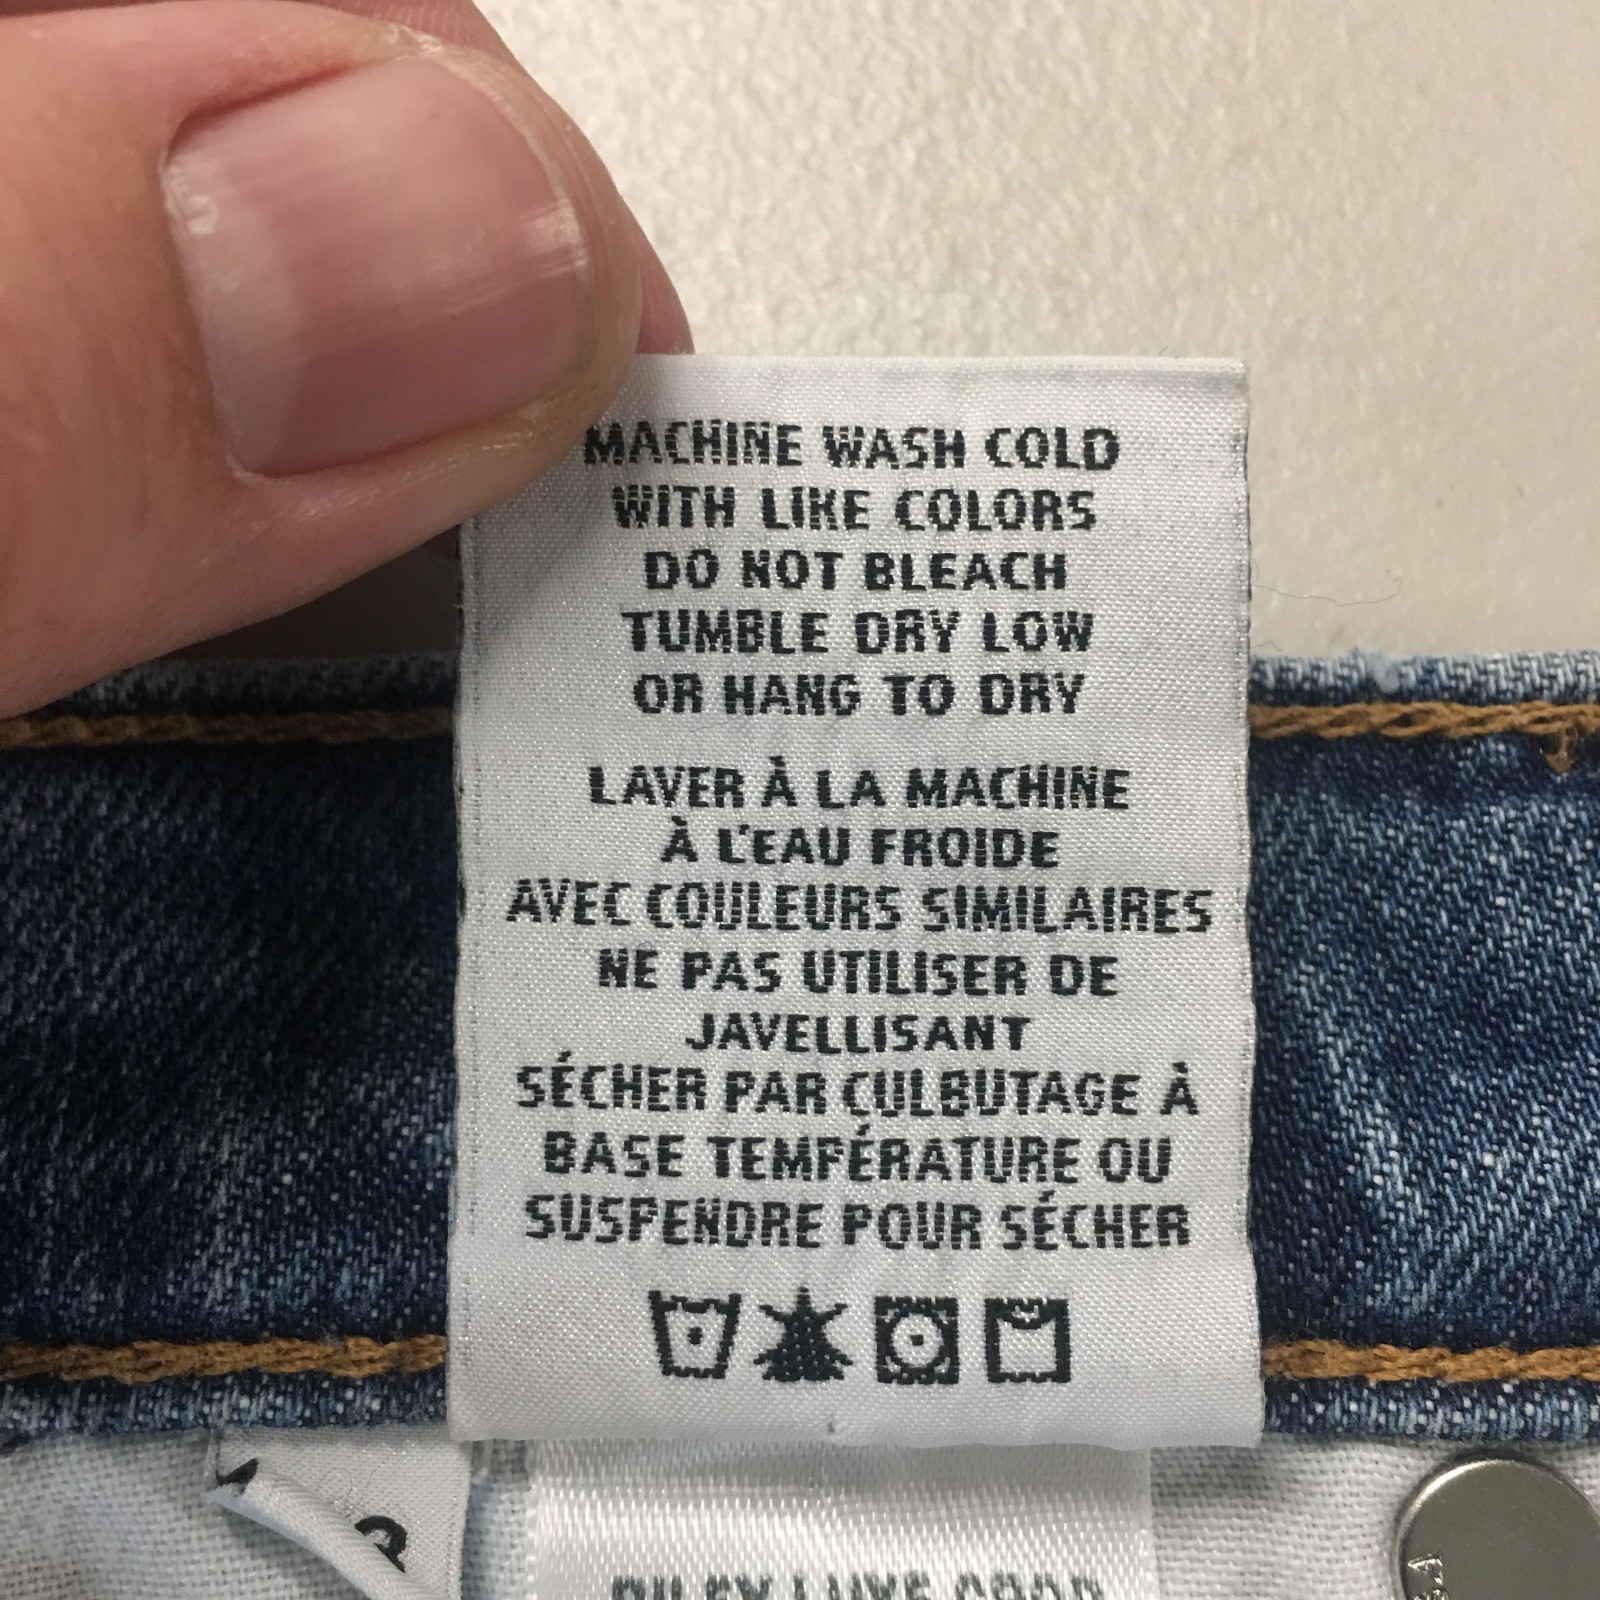 MACHINE WASH COLD
WITH LIKE COLORS
DO NOT BLEACH
TUMBLE DRY LOW
OR HANG TO DRY
LAVER À LA MACHINE
À L'EAU FROIDE
AVEC COULEURS SIMILAIRES
NE PAS UTILISER DE
JAVELLISANT
SÉCHER PAR CULBUTAGE À
BASE TEMPÉRATURE OU
SUSPENDRE POUR SÉCHER